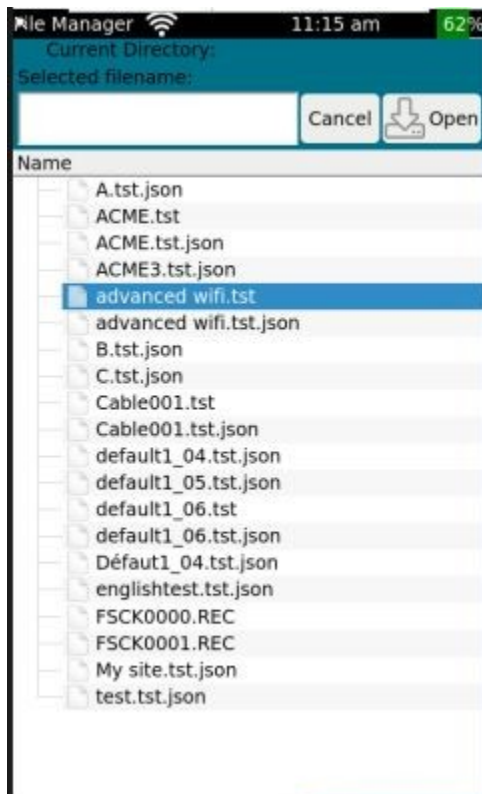 File Manager 11:15 am 62%
Current Directory:
Selected filename:
Cancel Open
Name
A.tst.json
ACME.tst
ACME.tst.json
ACME3.tst.json
advanced wifi.tst
advanced wifi.tst.json
B.tst.json
C.tst.json
Cable001.tst
Cable001.tst.json
default1_04.tst.json
default1_05.tst.json
default1_06.tst
default1_06.tst.json
Défaut1_04.tst.json
englishtest.tst.json
FSCK0000.REC
FSCK0001.REC
My site.tst.json
test.tst.json